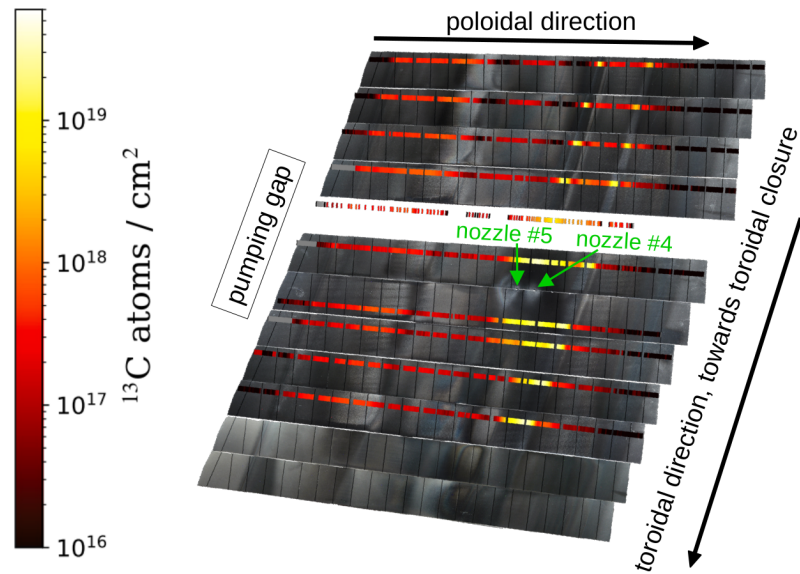 poloidal direction
10^19
10^18
10^17
10^16
^13C atoms / cm^2
pumping gap
nozzle #5
nozzle #4
toroidal direction, towards toroidal closure